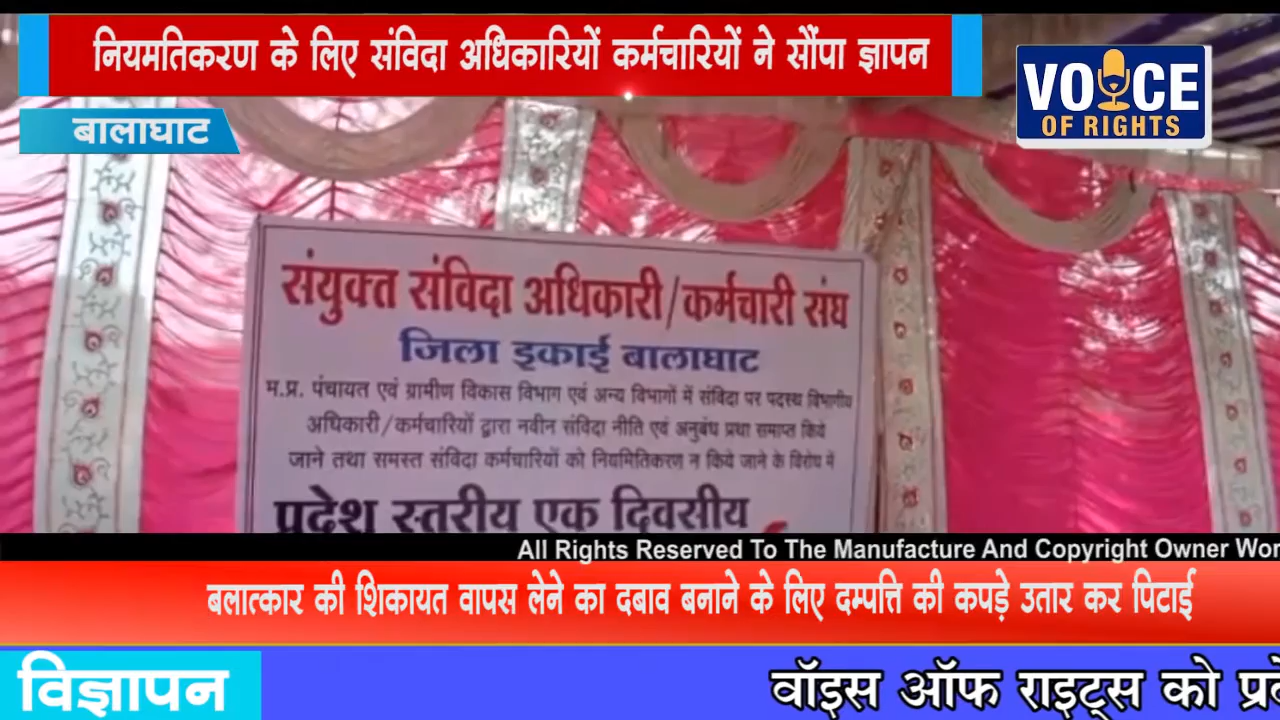 नियमतिकरण के लिए संविदा अधिकारियों कर्मचारियों ने सौंपा ज्ञापन
बालाघाट
VOICE
OF RIGHTS
संयुक्त संविदा अधिकारी/कर्मचारी संघ
जिला इकाई बालाघाट
म.प्र. पंचायत एवं ग्रामीण विकास विभाग एवं अन्य विभागों में संविदा पर पदस्थ विभागीय
अधिकारी/कर्मचारियों द्वारा नवीन संविदा नीति एवं अनुबंध प्रथा समाप्त किये
जाने तथा समस्त संविदा कर्मचारियों को नियमितिकरण न किये जाने के विरोध में
प्रदेश स्तरीय एक दिवसीय
All Rights Reserved To The Manufacture And Copyright Owner Wor
बलात्कार की शिकायत वापस लेने का दबाव बनाने के लिए दम्पत्ति की कपड़े उतार कर पिटाई
विज्ञापन
वॉइस ऑफ राइट्स को प्रदे